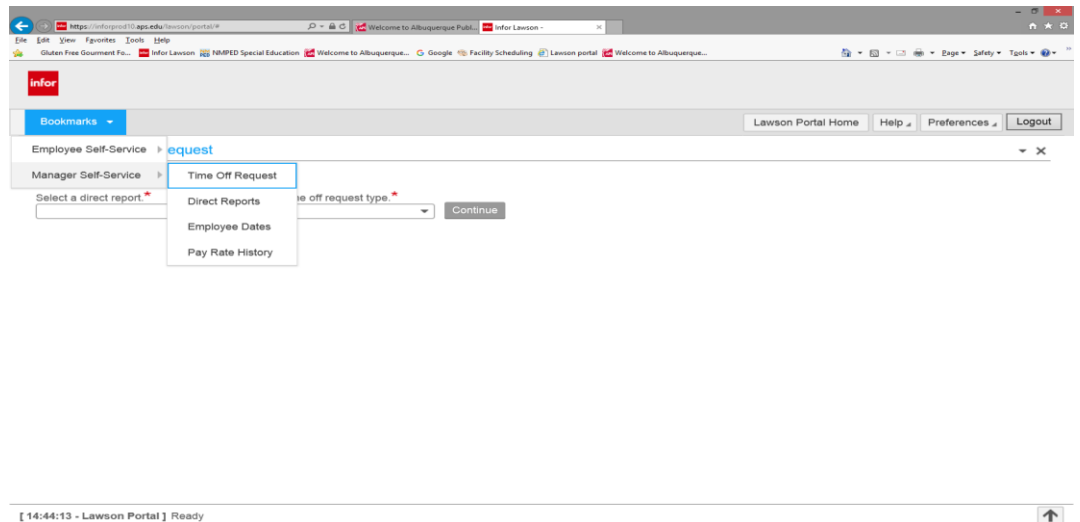 https://inforprod10.aps.edu/lawson/portal/# Welcome to Albuquerque Publ... Infor Lawson -
File Edit View Favorites Tools Help
Gluten Free Gourment Fo... Infor Lawson NMPED Special Education Welcome to Albuquerque... Google Facility Scheduling Lawson portal Welcome to Albuquerque... Page Safety Tools
infor
Bookmarks Lawson Portal Home Help Preferences Logout
Employee Self-Service equest
Manager Self-Service Time Off Request
Select a direct report.* Direct Reports e off request type.*
Continue
Employee Dates
Pay Rate History
[ 14:44:13 - Lawson Portal ] Ready